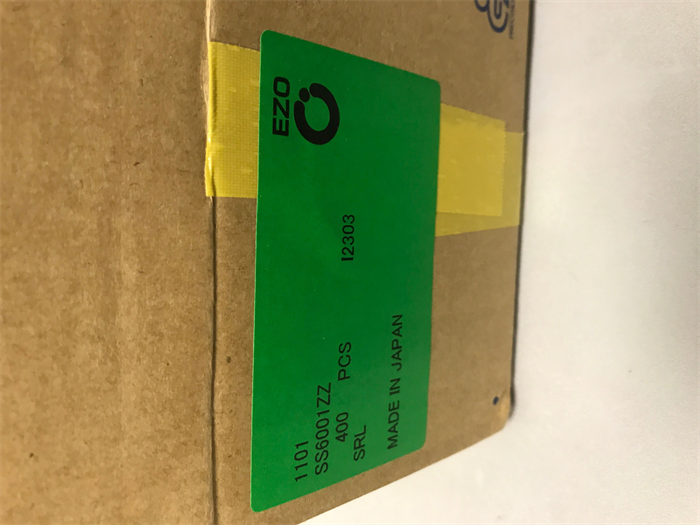 EZO
1101
SS6001ZZ
400 PCS I2303
SRL
MADE IN JAPAN